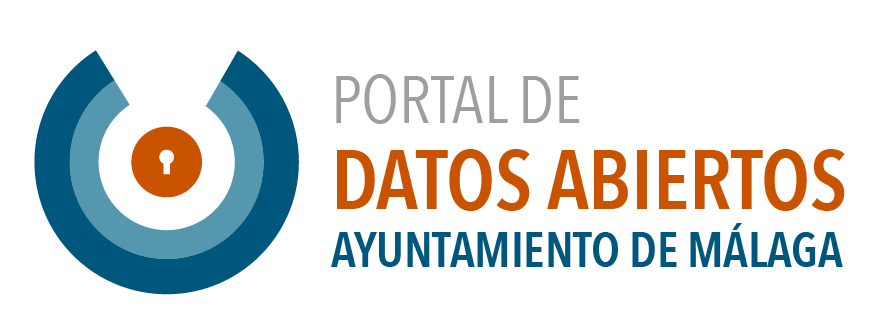 PORTAL DE
DATOS ABIERTOS
AYUNTAMIENTO DE MÁLAGA